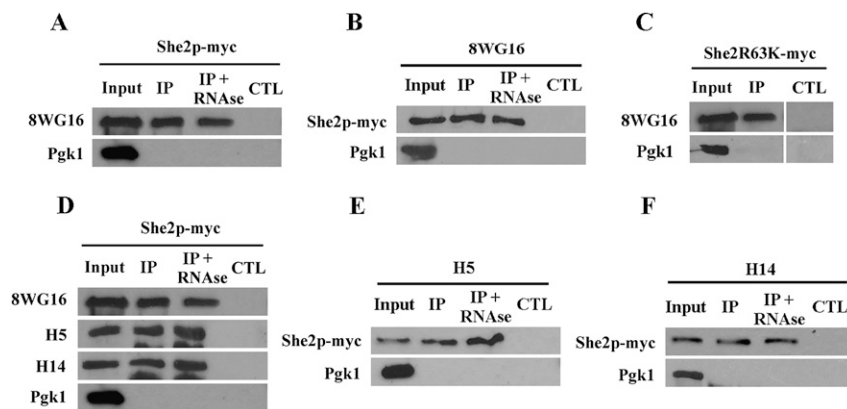 A
She2p-myc
Input IP IP + RNAse CTL
8WG16
Pgk1
B
8WG16
Input IP IP + RNAse CTL
She2p-myc
Pgk1
C
She2R63K-myc
Input IP CTL
8WG16
Pgk1
D
She2p-myc
Input IP IP + RNAse CTL
8WG16
H5
H14
Pgk1
E
H5
Input IP IP + RNAse CTL
She2p-myc
Pgk1
F
H14
Input IP IP + RNAse CTL
She2p-myc
Pgk1